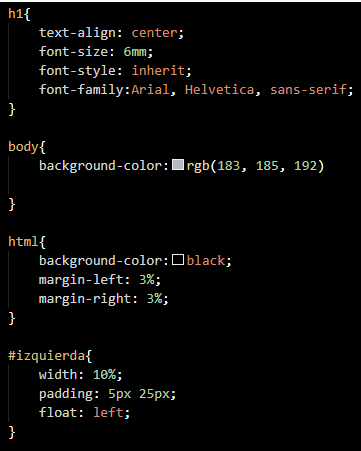 h1{
    text-align: center;
    font-size: 6mm;
    font-style: inherit;
    font-family:Arial, Helvetica, sans-serif;
}
body{
    background-color:rgb(183, 185, 192)
}
html{
    background-color:black;
    margin-left: 3%;
    margin-right: 3%;
}
#izquierda{
    width: 10%;
    padding: 5px 25px;
    float: left;
}